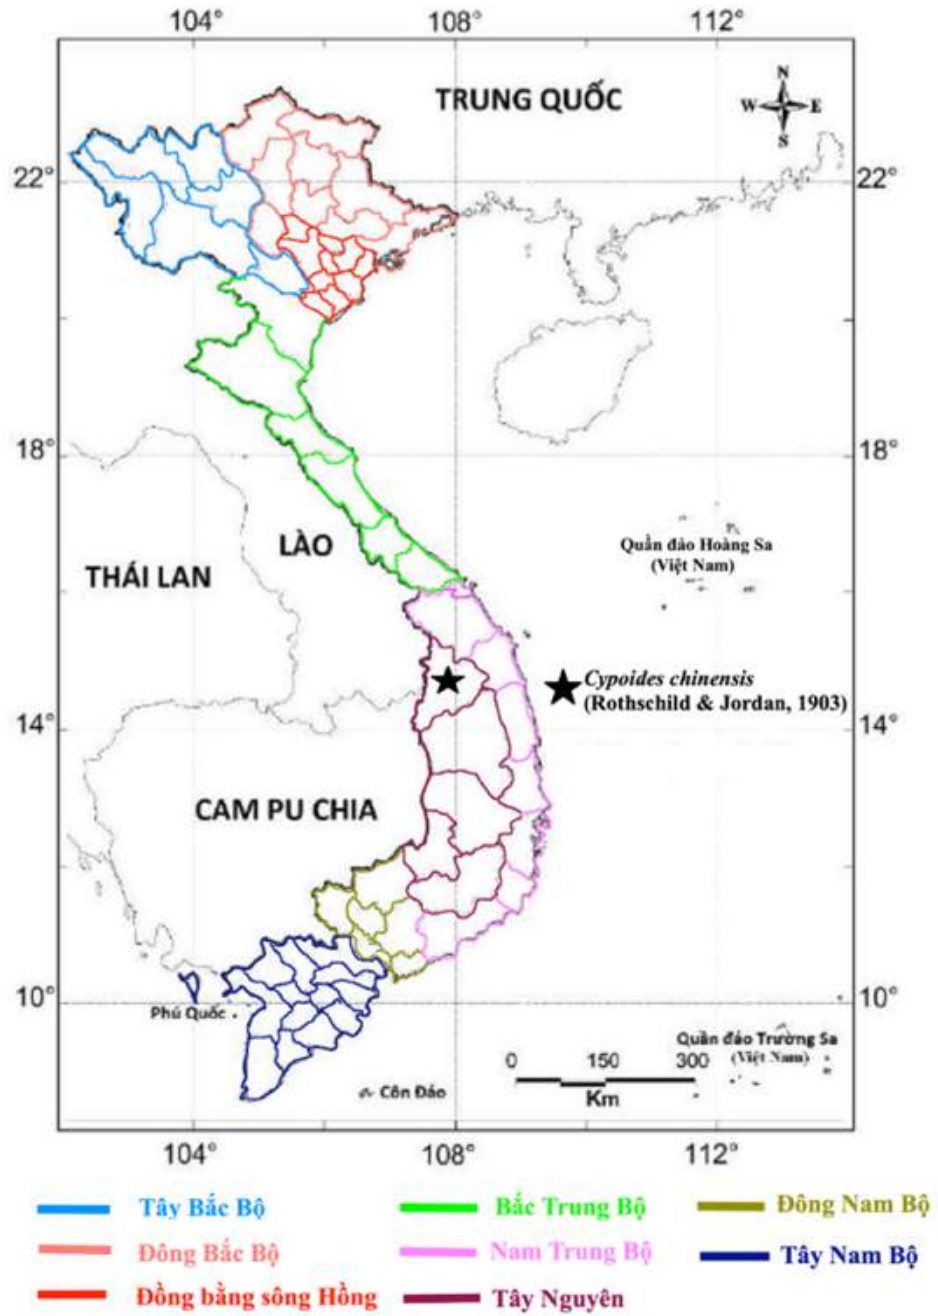 104° 108° 112°
TRUNG QUỐC
N
W E
S
22° 22°
18° 18°
LÀO
THÁI LAN
Quần đảo Hoàng Sa
(Việt Nam)
Cypoides chinensis
(Rothschild & Jordan, 1903)
14° 14°
CAM PU CHIA
10° 10°
Phú Quốc
Quần đảo Trường Sa
(Việt Nam)
0 150 300
Km
Côn Đảo
104° 108° 112°
Tây Bắc Bộ Bắc Trung Bộ Đông Nam Bộ
Đông Bắc Bộ Nam Trung Bộ Tây Nam Bộ
Đồng bằng sông Hồng Tây Nguyên